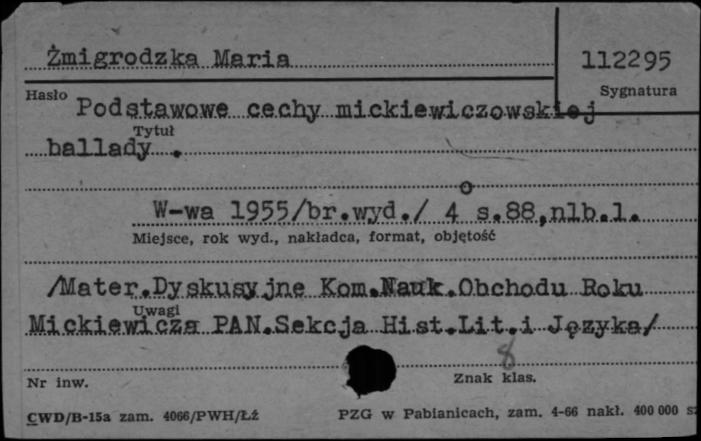 Żmigrodzka Maria
112295
Hasło
Sygnatura
Podstawowe cechy mickiewiczowskiej
Tytuł
ballady .
W-wa 1955/br.wyd./ 4° s.88,nlb.1.
Miejsce, rok wyd., nakładca, format, objętość
/Mater.Dyskusyjne Kom.Nauk.Obchodu Roku
Uwagi
Mickiewicza PAN.Sekcja Hist.Lit.i Języka/
8
Nr inw.
Znak klas.
CWD/B-15a zam. 4066/PWH/Łź
PZG w Pabianicach, zam. 4-66 nakł. 400 000